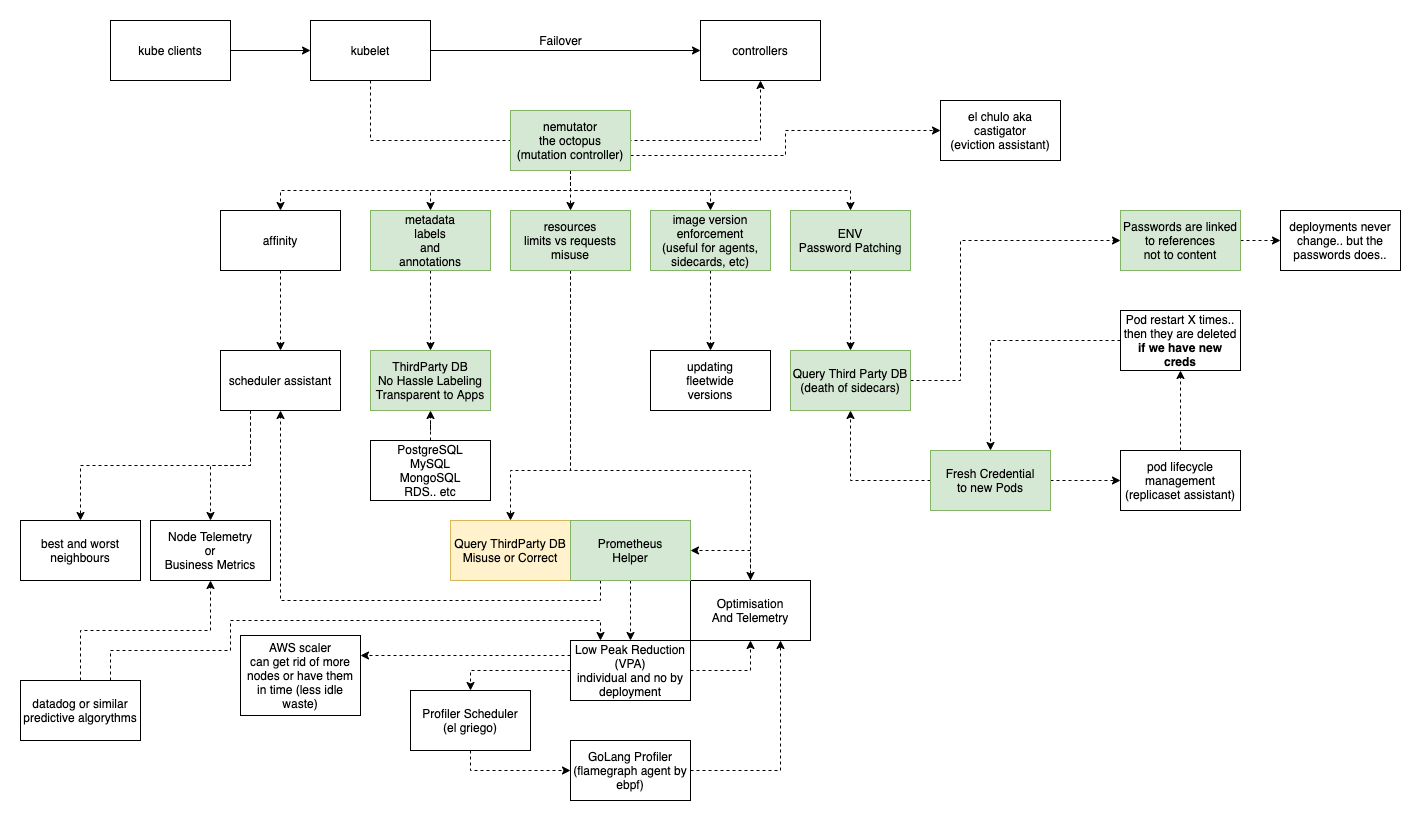 kube clients
kubelet
Failover
controllers
nemutator
the octopus
(mutation controller)
el chulo aka
castigator
(eviction assistant)
affinity
metadata
labels
and
annotations
resources
limits vs requests
misuse
image version
enforcement
(useful for agents,
sidecards, etc)
ENV
Password Patching
Passwords are linked
to references
not to content
deployments never
change.. but the
passwords does..
Pod restart X times..
then they are deleted
if we have new
creds
scheduler assistant
ThirdParty DB
No Hassle Labeling
Transparent to Apps
updating
fleetwide
versions
Query Third Party DB
(death of sidecars)
PostgreSQL
MySQL
MongoSQL
RDS.. etc
Fresh Credential
to new Pods
pod lifecycle
management
(replicaset assistant)
best and worst
neighbours
Node Telemetry
or
Business Metrics
Query ThirdParty DB
Misuse or Correct
Prometheus
Helper
Optimisation
And Telemetry
AWS scaler
can get rid of more
nodes or have them
in time (less idle
waste)
Low Peak Reduction
(VPA)
individual and no by
deployment
datadog or similar
predictive algorythms
Profiler Scheduler
(el griego)
GoLang Profiler
(flamegraph agent by
ebpf)